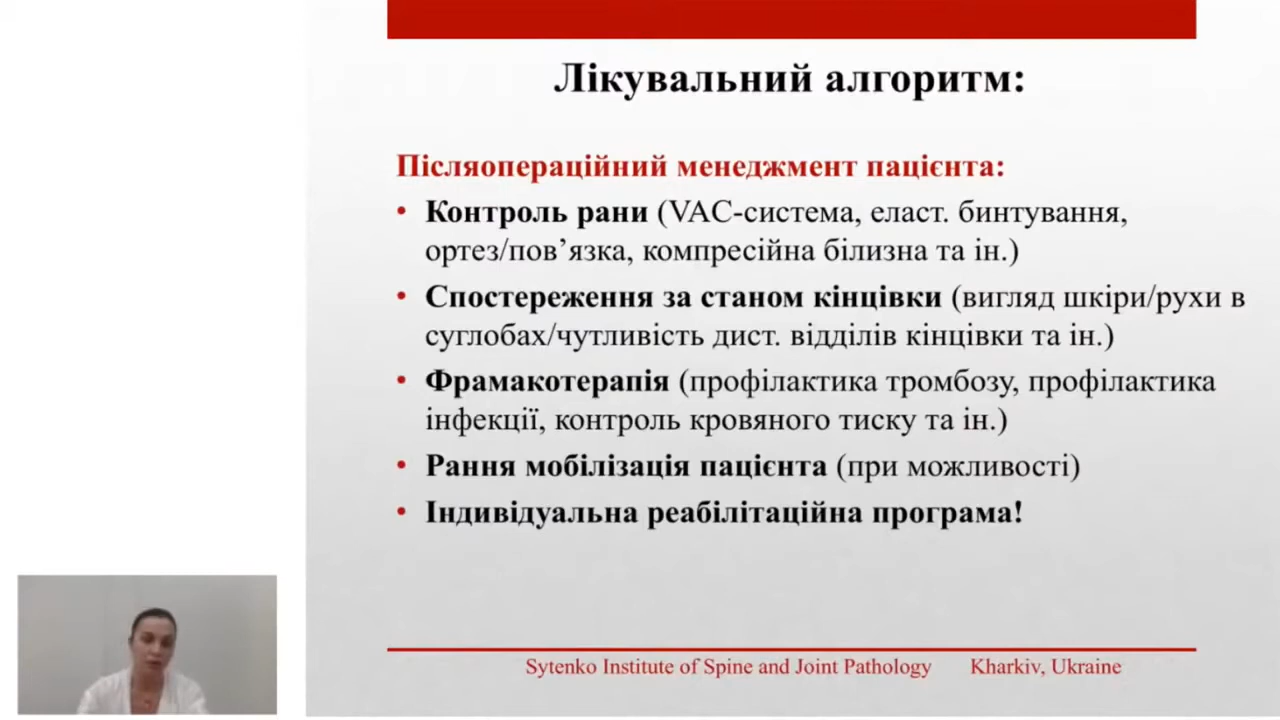 Лікувальний алгоритм:
Післяопераційний менеджмент пацієнта:
• Контроль рани (VAC-система, еласт. бинтування,
ортез/пов’язка, компресійна білизна та ін.)
• Спостереження за станом кінцівки (вигляд шкіри/рухи в
суглобах/чутливість дист. відділів кінцівки та ін.)
• Фрамакотерапія (профілактика тромбозу, профілактика
інфекції, контроль кровяного тиску та ін.)
• Рання мобілізація пацієнта (при можливості)
• Індивідуальна реабілітаційна програма!
Sytenko Institute of Spine and Joint Pathology Kharkiv, Ukraine